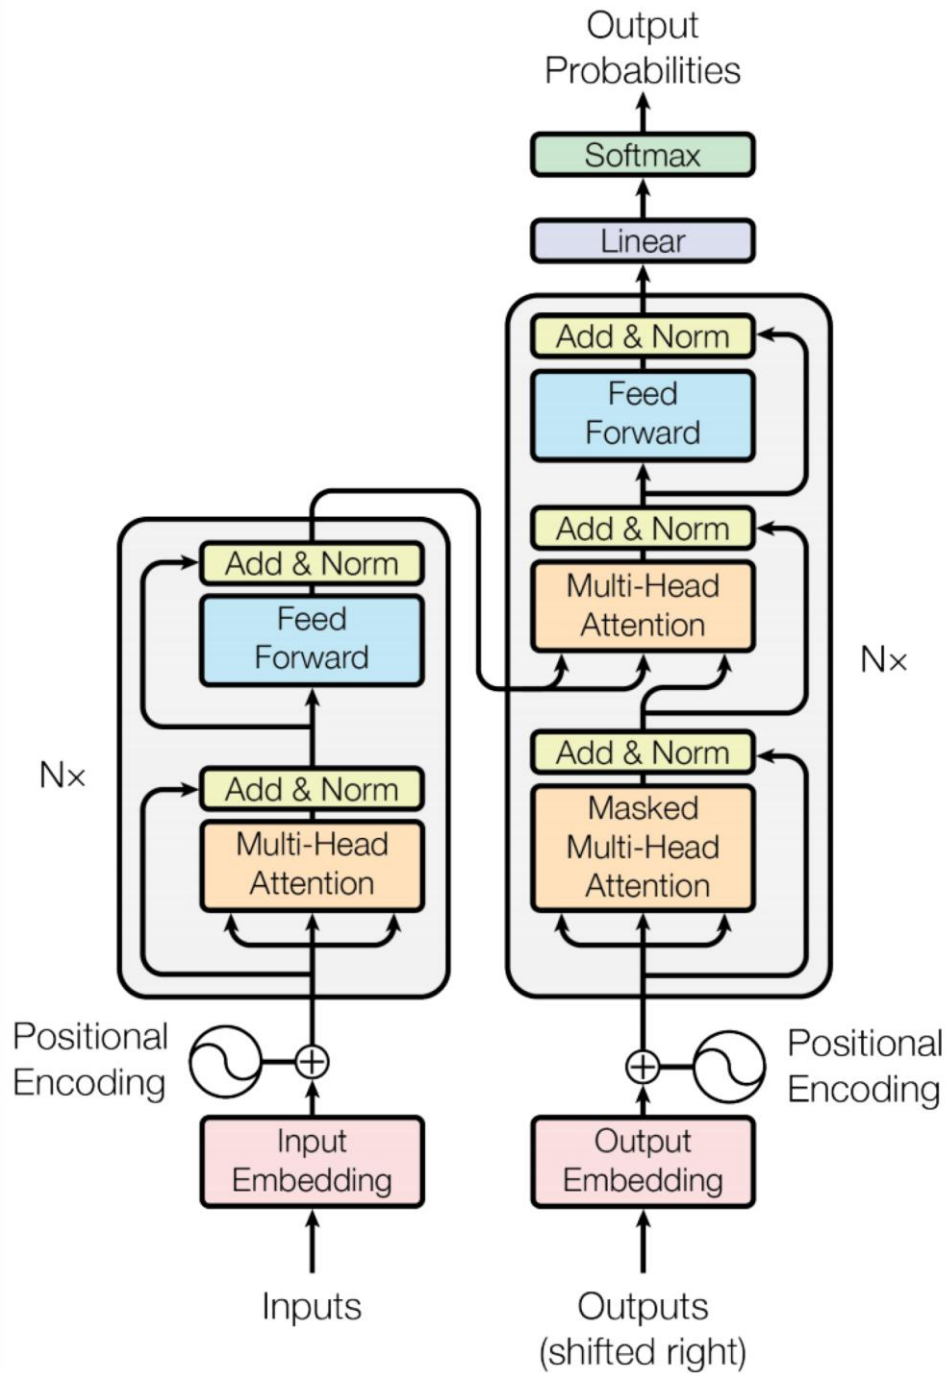 Output
Probabilities
Softmax
Linear
Add & Norm
Feed
Forward
Add & Norm
Multi-Head
Attention
Nx
Add & Norm
Masked
Multi-Head
Attention
Add & Norm
Feed
Forward
Nx
Add & Norm
Multi-Head
Attention
Positional
Encoding
Positional
Encoding
Input
Embedding
Output
Embedding
Inputs
Outputs
(shifted right)